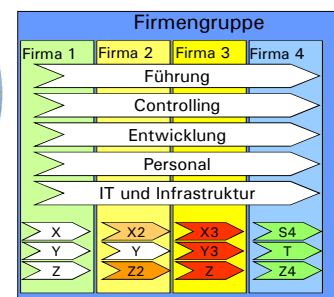 Firmengruppe
Firma 1 Firma 2 Firma 3 Firma 4
Führung
Controlling
Entwicklung
Personal
IT und Infrastruktur
X X2 X3 S4
Y Y Y3 T
Z Z2 Z Z4